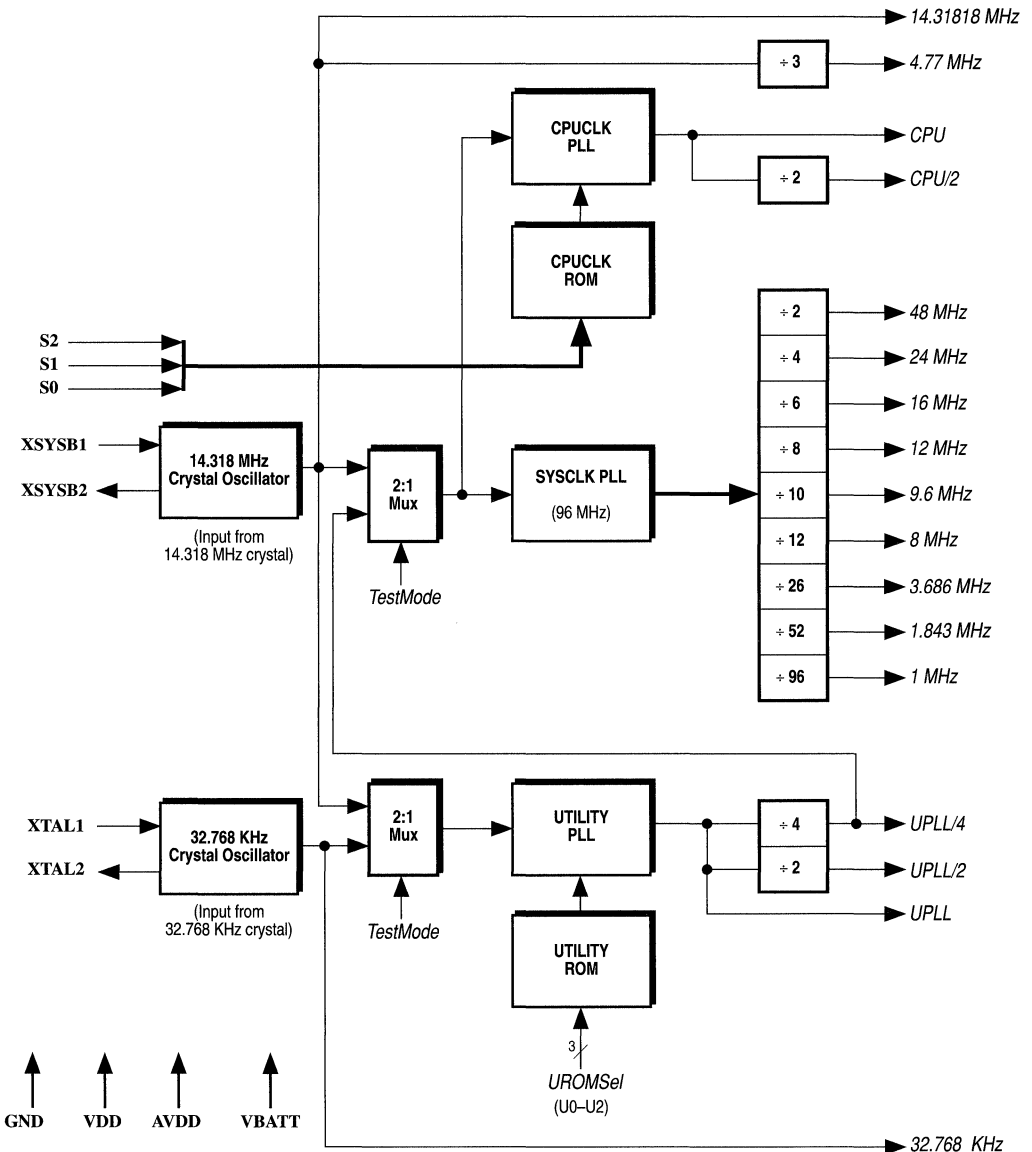 14.31818 MHz
÷ 3
4.77 MHz
CPUCLK
PLL
CPU
÷ 2
CPU/2
CPUCLK
ROM
÷ 2
48 MHz
S2
S1
S0
÷ 4
24 MHz
÷ 6
16 MHz
XSYSB1
XSYSB2
14.318 MHz
Crystal Oscillator
(Input from
14.318 MHz crystal)
2:1
Mux
TestMode
SYSCLK PLL
(96 MHz)
÷ 8
12 MHz
÷ 10
9.6 MHz
÷ 12
8 MHz
÷ 26
3.686 MHz
÷ 52
1.843 MHz
÷ 96
1 MHz
XTAL1
XTAL2
32.768 KHz
Crystal Oscillator
(Input from
32.768 KHz crystal)
2:1
Mux
TestMode
UTILITY
PLL
÷ 4
UPLL/4
÷ 2
UPLL/2
UPLL
UTILITY
ROM
3
UROMSel
(U0–U2)
GND
VDD
AVDD
VBATT
32.768 KHz